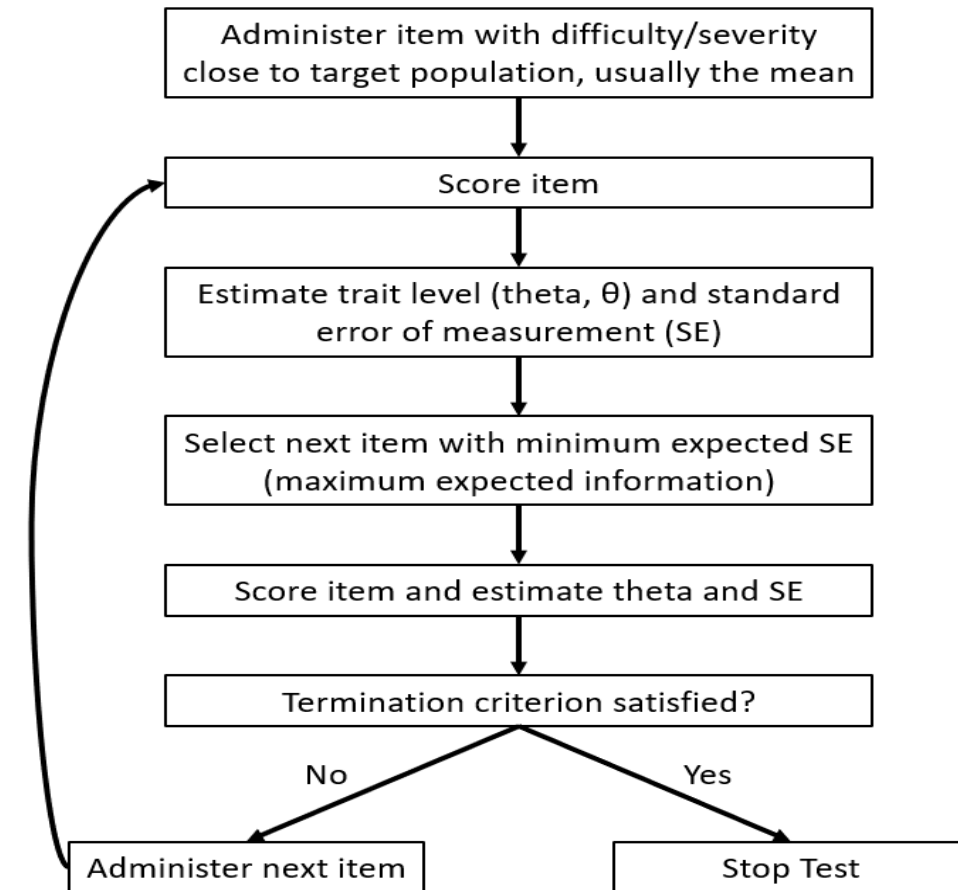 Administer item with difficulty/severity
close to target population, usually the mean
Score item
Estimate trait level (theta, θ) and standard
error of measurement (SE)
Select next item with minimum expected SE
(maximum expected information)
Score item and estimate theta and SE
Termination criterion satisfied?
No
Yes
Administer next item
Stop Test